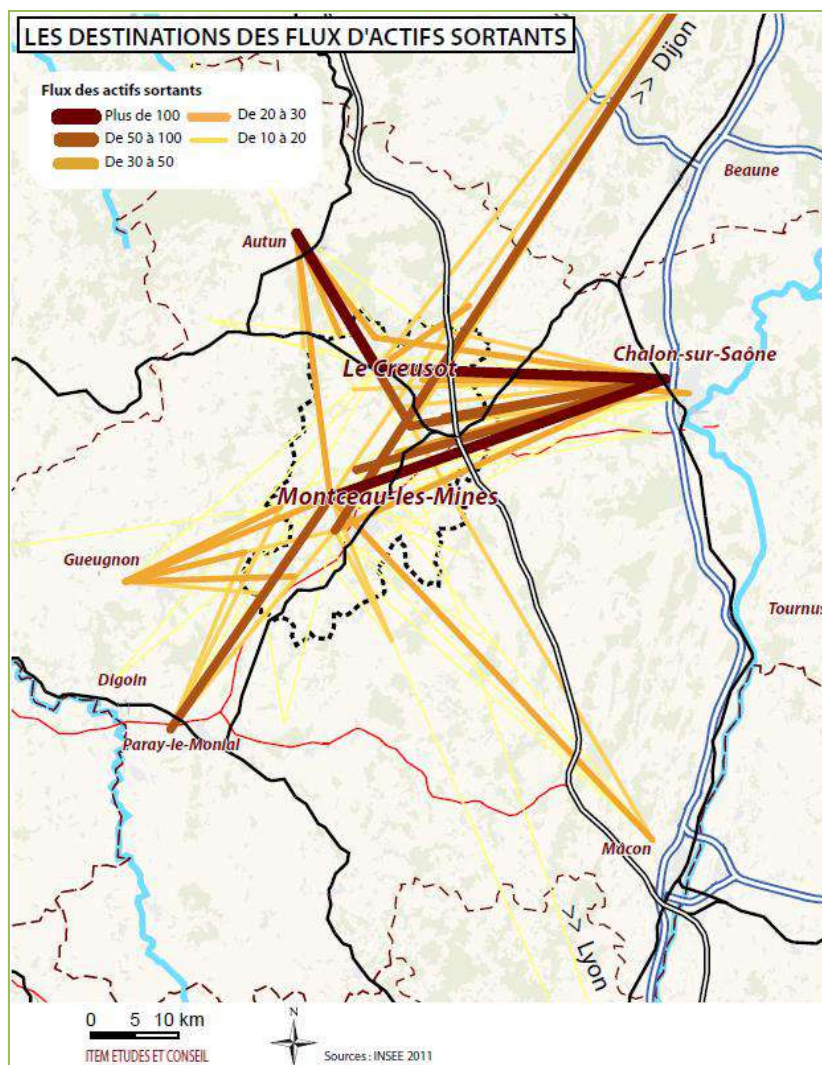 LES DESTINATIONS DES FLUX D'ACTIFS SORTANTS
Flux des actifs sortants
Plus de 100
De 20 à 30
De 50 à 100
De 10 à 20
De 30 à 50
>> Dijon
Beaune
Autun
Chalon-sur-Saône
Le Creusot
Montceau-les-Mines
Gueugnon
Tournus
Digoin
Paray-le-Monial
Mâcon
>> Lyon
0 5 10 km
N
ITEM ETUDES ET CONSEIL
Sources : INSEE 2011